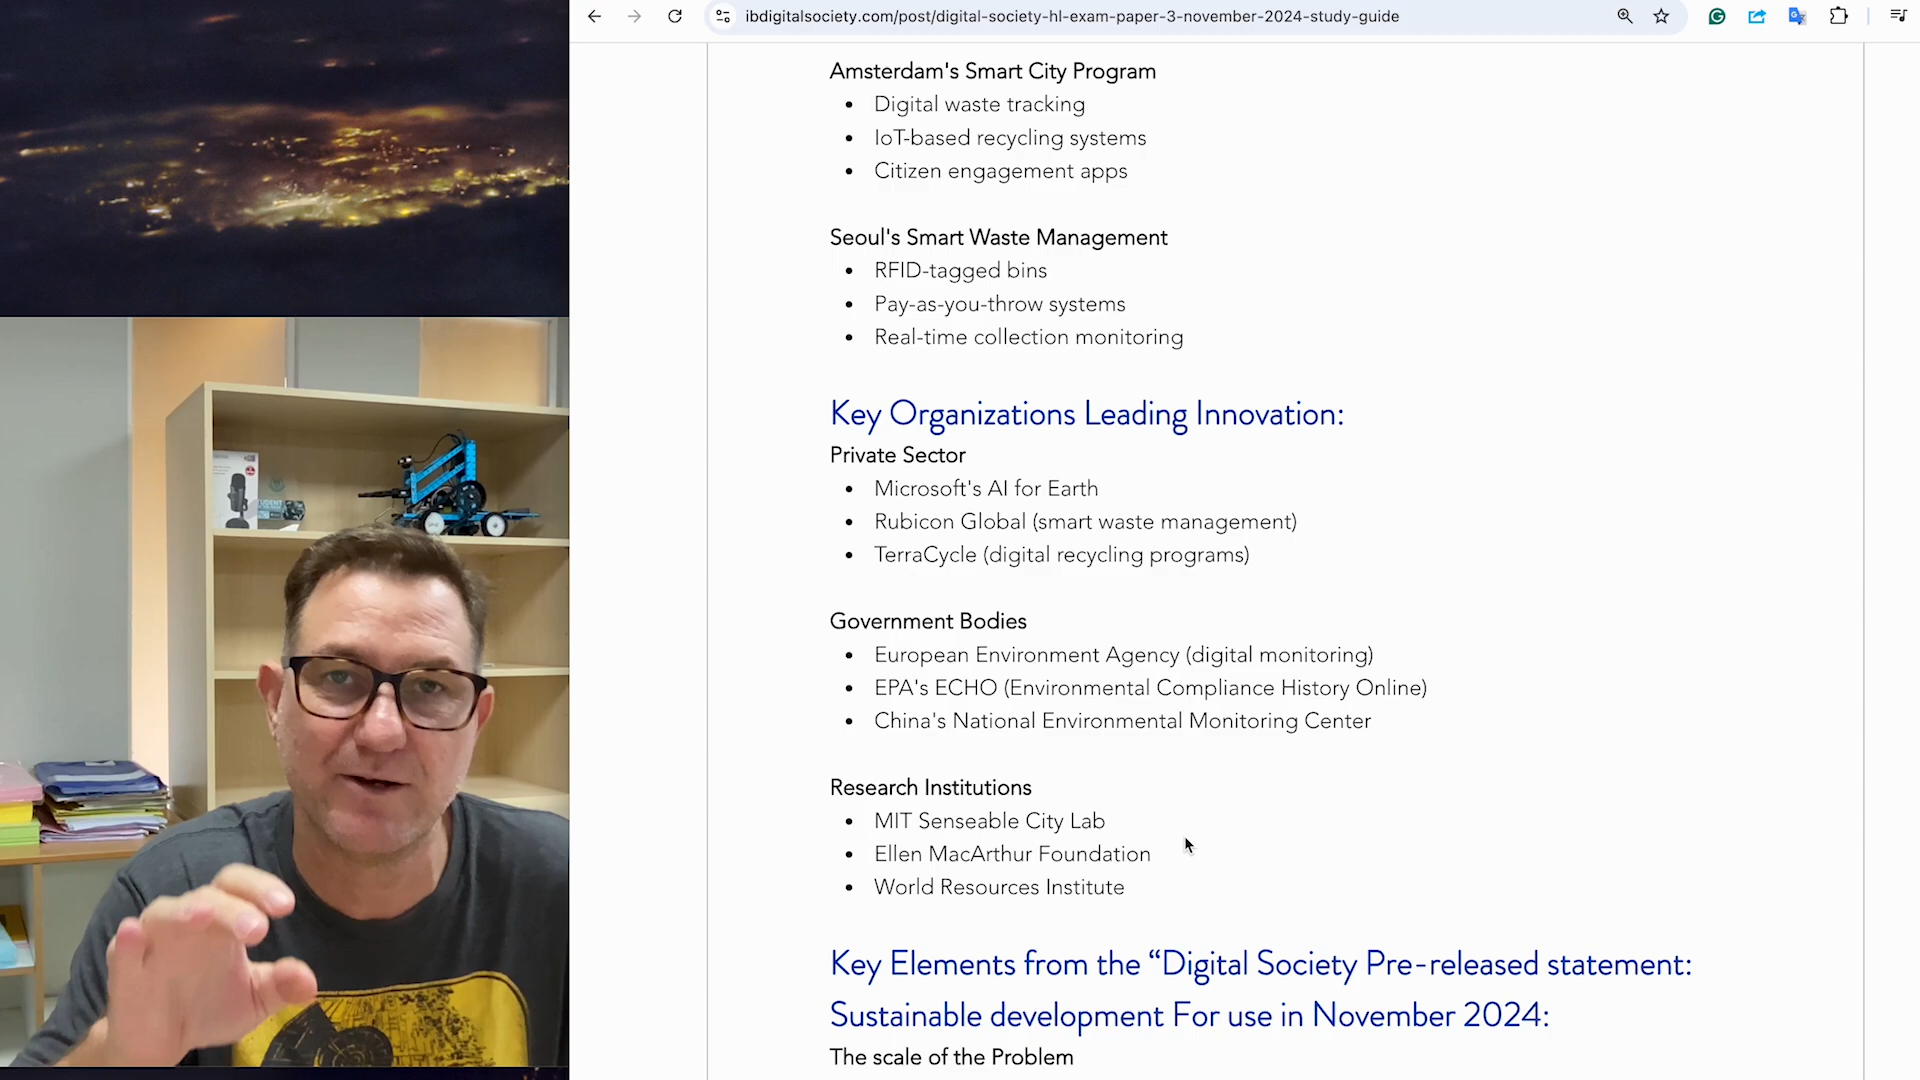 ibdigitalsociety.com/post/digital-society-hl-exam-paper-3-november-2024-study-guide
Amsterdam's Smart City Program
• Digital waste tracking
• IoT-based recycling systems
• Citizen engagement apps
Seoul's Smart Waste Management
• RFID-tagged bins
• Pay-as-you-throw systems
• Real-time collection monitoring
Key Organizations Leading Innovation:
Private Sector
• Microsoft's AI for Earth
• Rubicon Global (smart waste management)
• TerraCycle (digital recycling programs)
Government Bodies
• European Environment Agency (digital monitoring)
• EPA's ECHO (Environmental Compliance History Online)
• China's National Environmental Monitoring Center
Research Institutions
• MIT Senseable City Lab
• Ellen MacArthur Foundation
• World Resources Institute
Key Elements from the “Digital Society Pre-released statement:
Sustainable development For use in November 2024:
The scale of the Problem